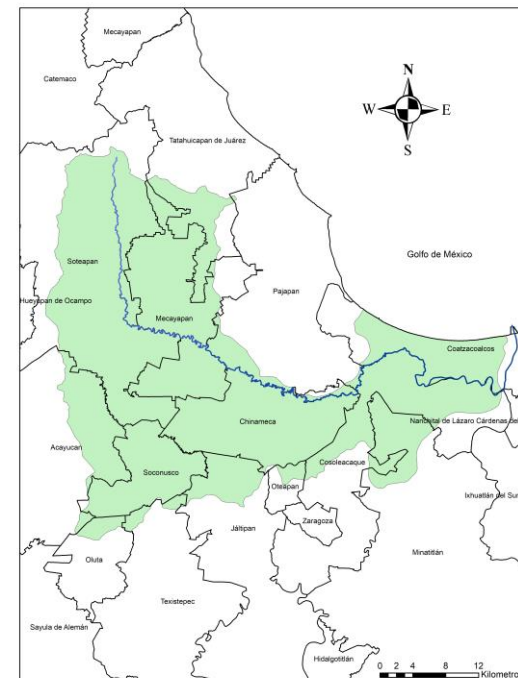 Mecayapan
Catemaco
N
W
E
S
Tatahuicapan de Juárez
Golfo de México
Soteapan
Hueyapan de Ocampo
Pajapan
Mecayapan
Coatzacoalcos
Chinameca
Nanchital de Lázaro Cárdenas del
Acayucan
Soconusco
Cosoleacaque
Oteapan
Ixhuatlán del Sur
Zaragoza
Jáltipan
Minatitlán
Oluta
Texistepec
Sayula de Alemán
Hidalgotitlán
0 2 4 8 12
Kilometro